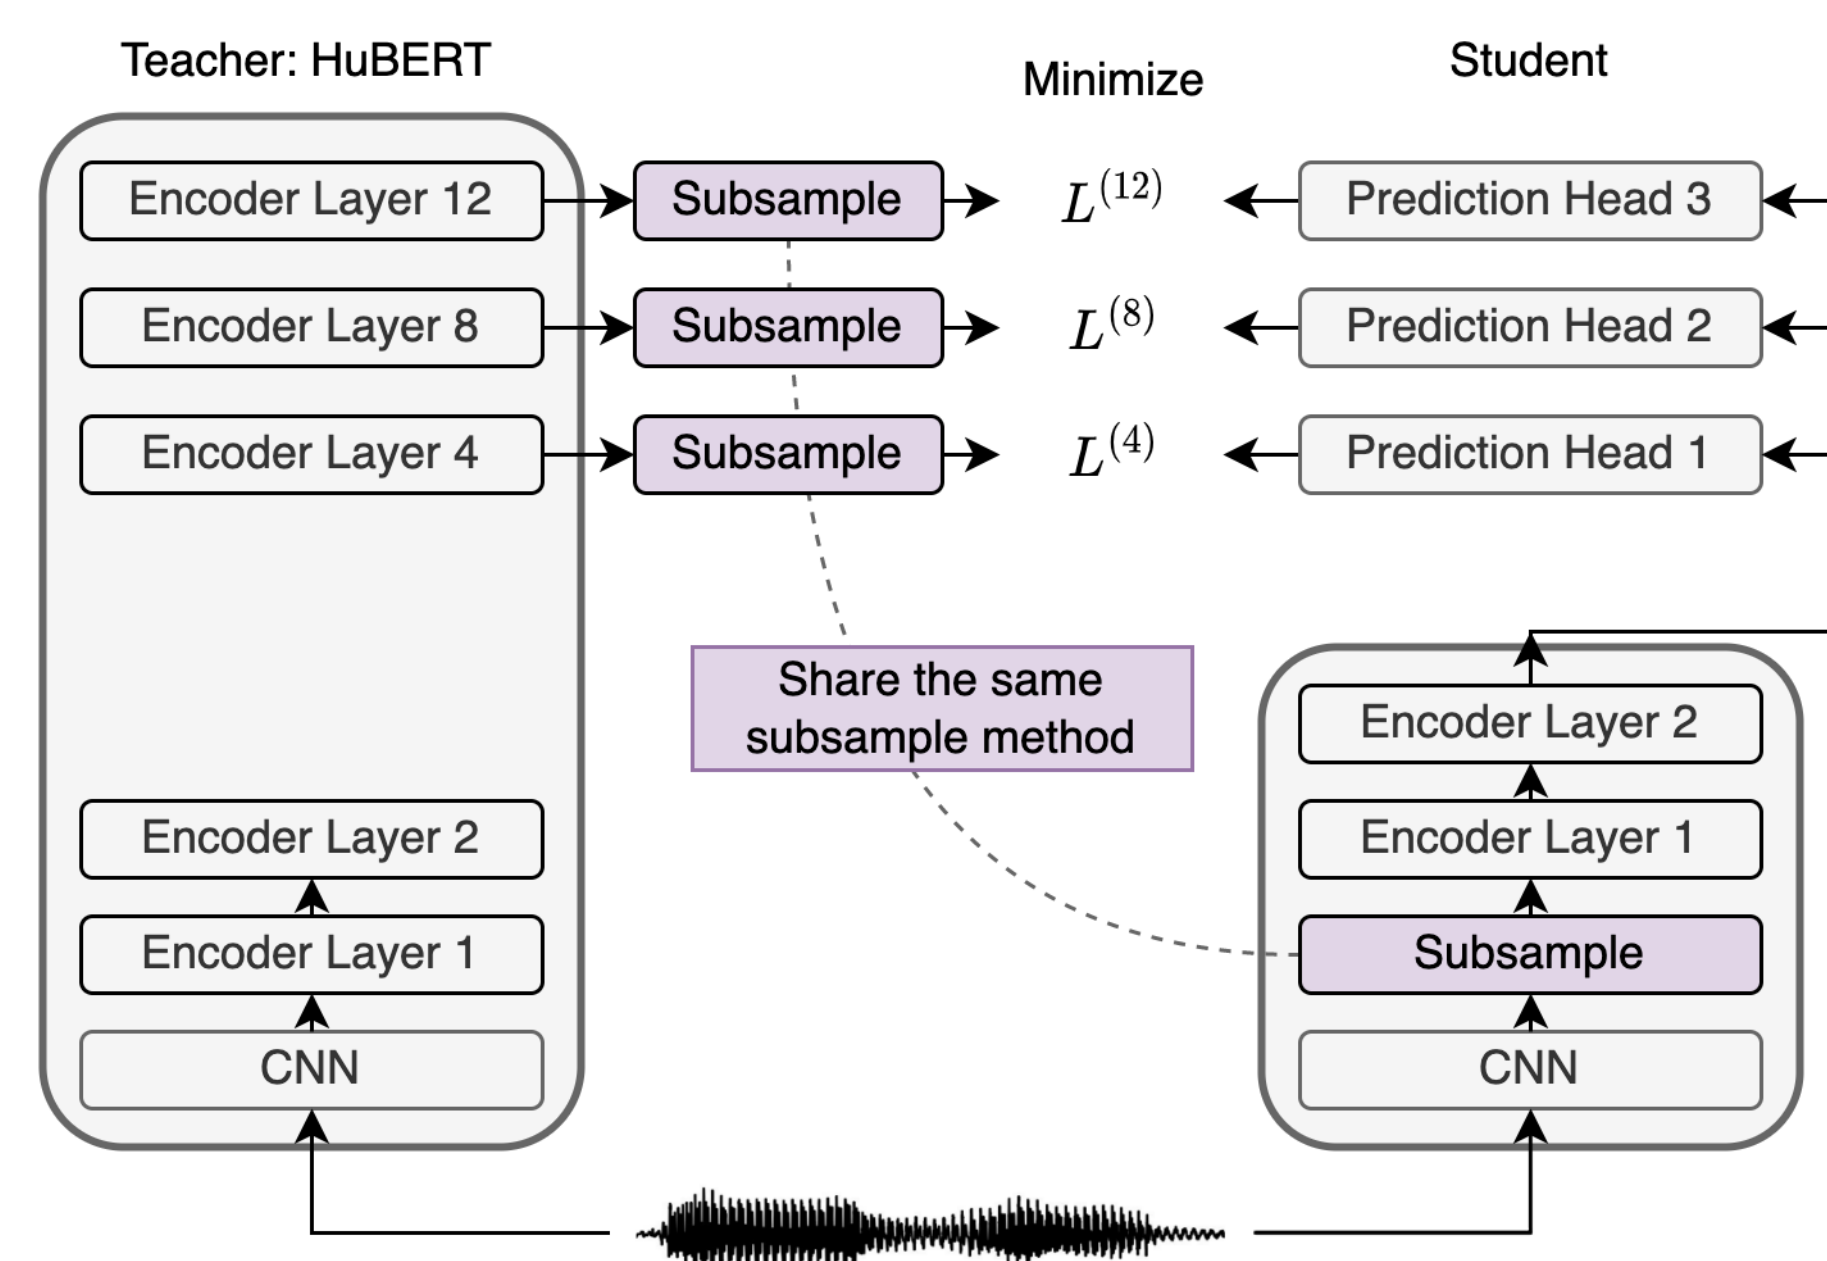 Teacher: HuBERT
Minimize
Student
Encoder Layer 12
Subsample
L^{(12)}
Prediction Head 3
Encoder Layer 8
Subsample
L^{(8)}
Prediction Head 2
Encoder Layer 4
Subsample
L^{(4)}
Prediction Head 1
Share the same
subsample method
Encoder Layer 2
Encoder Layer 1
CNN
Encoder Layer 2
Encoder Layer 1
Subsample
CNN